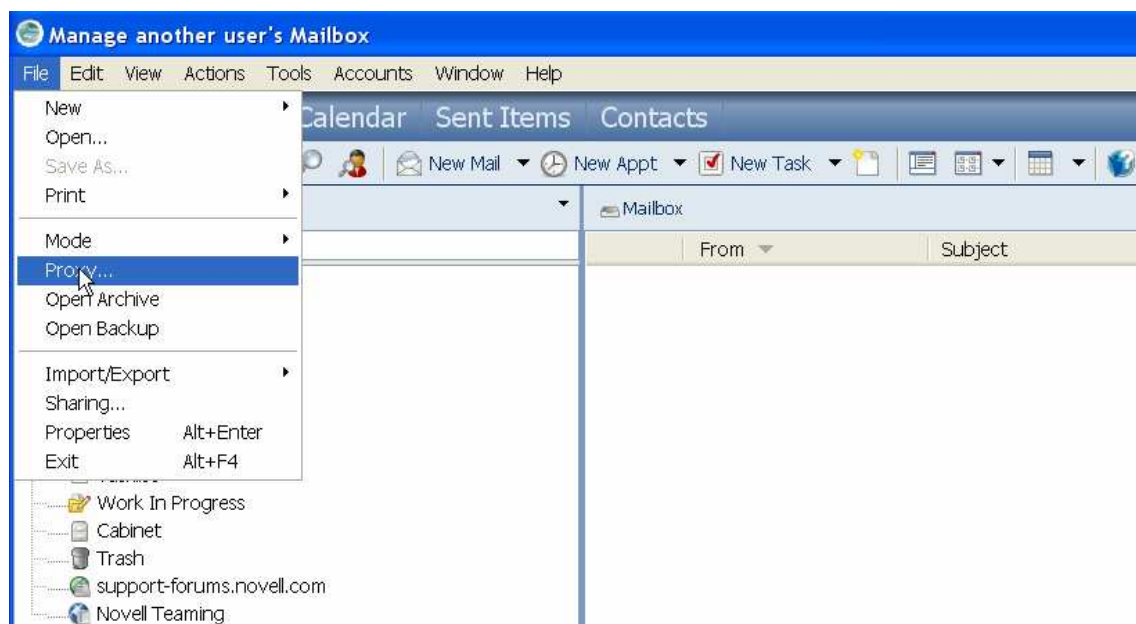 Manage another user's Mailbox
File Edit View Actions Tools Accounts Window Help
Calendar Sent Items Contacts
New Mail New Appt New Task
New
Open...
Save As...
Print
Mode
Proxy...
Open Archive
Open Backup
Import/Export
Sharing...
Properties Alt+Enter
Exit Alt+F4
Work In Progress
Cabinet
Trash
support-forums.novell.com
Novell Teaming
Mailbox
From Subject